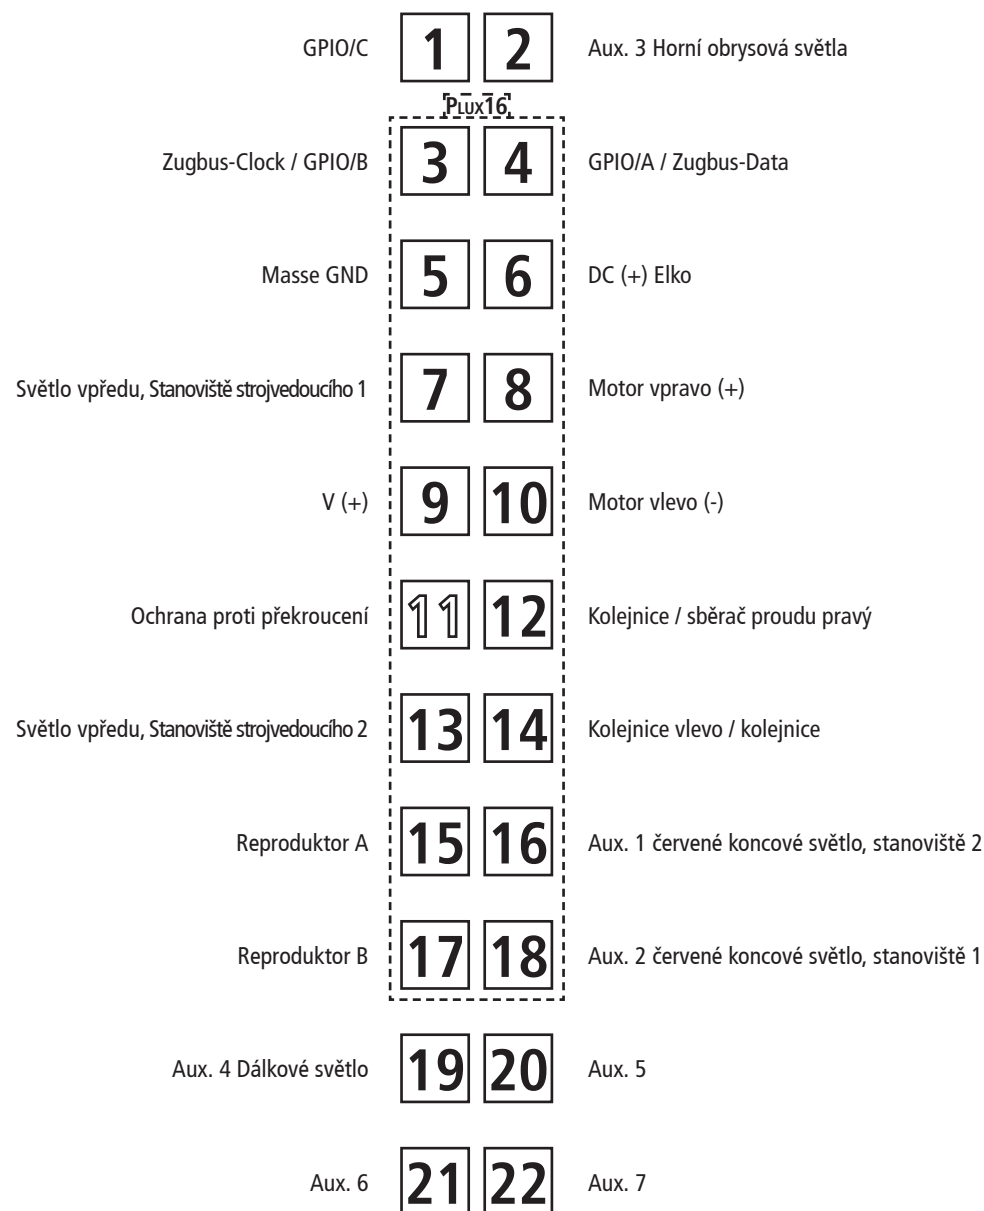 GPIO/C 1 2 Aux. 3 Horní obrysová světla
PLUX16
Zugbus-Clock / GPIO/B 3 4 GPIO/A / Zugbus-Data
Masse GND 5 6 DC (+) Elko
Světlo vpředu, Stanoviště strojvedoucího 1 7 8 Motor vpravo (+)
V (+) 9 10 Motor vlevo (-)
Ochrana proti překroucení 11 12 Kolejnice / sběrač proudu pravý
Světlo vpředu, Stanoviště strojvedoucího 2 13 14 Kolejnice vlevo / kolejnice
Reproduktor A 15 16 Aux. 1 červené koncové světlo, stanoviště 2
Reproduktor B 17 18 Aux. 2 červené koncové světlo, stanoviště 1
Aux. 4 Dálkové světlo 19 20 Aux. 5
Aux. 6 21 22 Aux. 7